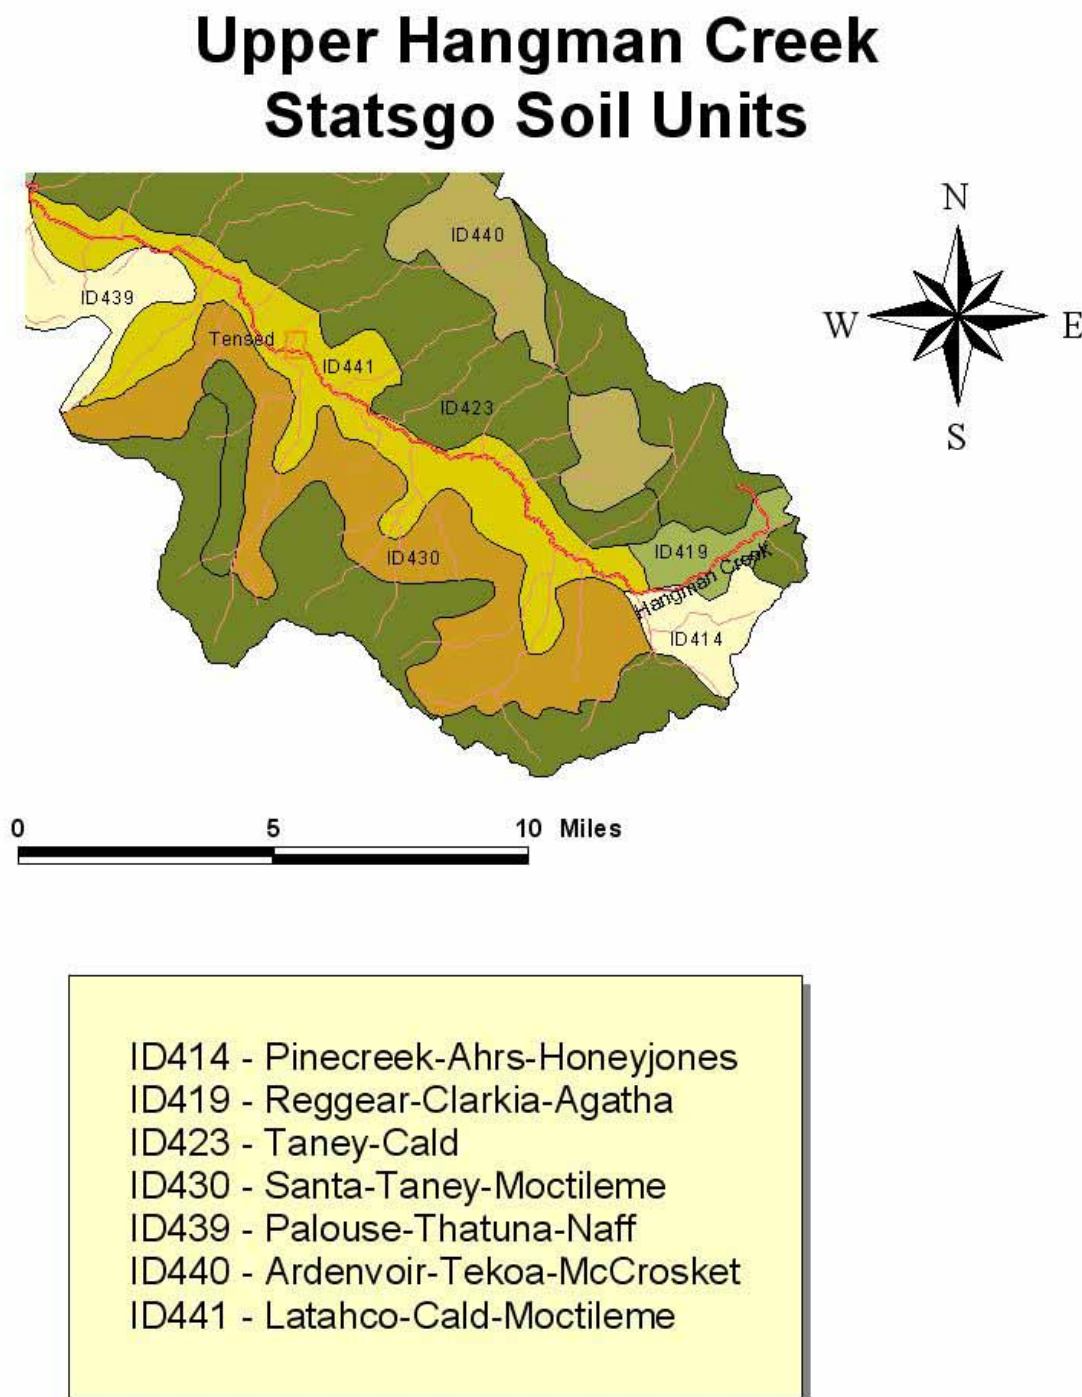 Upper Hangman Creek
Statsgo Soil Units
N
W
E
S
ID440
ID439
Tensed
ID441
ID423
ID430
ID419
Hangman Creek
ID414
0 5 10 Miles
ID414 - Pinecreek-Ahrs-Honeyjones
ID419 - Reggear-Clarkia-Agatha
ID423 - Taney-Cald
ID430 - Santa-Taney-Moctileme
ID439 - Palouse-Thatuna-Naff
ID440 - Ardenvoir-Tekoa-McCrosket
ID441 - Latahco-Cald-Moctileme